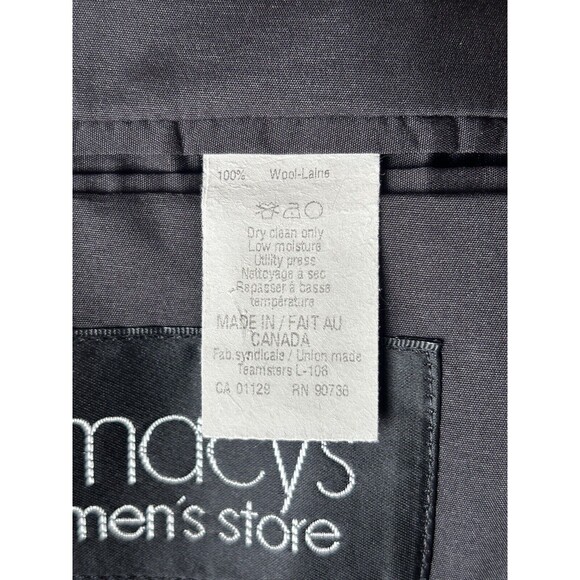 100% Wool-Laine
Dry clean only
Low moisture
Utility press
Nettoyage a sec
Repasser a basse
température
MADE IN / FAIT AU
CANADA
Fab.syndicale / Union made
Teamsters L-106
CA 01129 RN 90736
macys
men's store